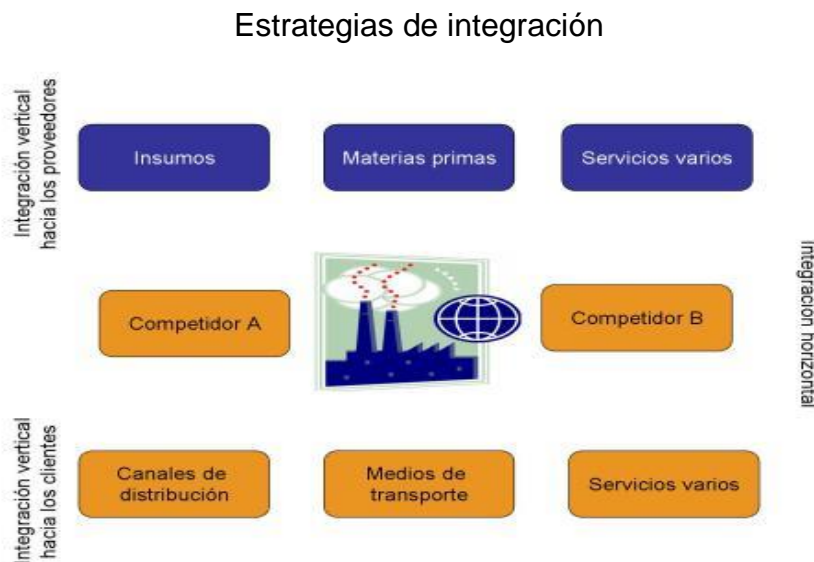 Estrategias de integración
Integración vertical
hacia los proveedores
Insumos
Materias primas
Servicios varios
Competidor A
Competidor B
Integración horizontal
Integración vertical
hacia los clientes
Canales de
distribución
Medios de
transporte
Servicios varios